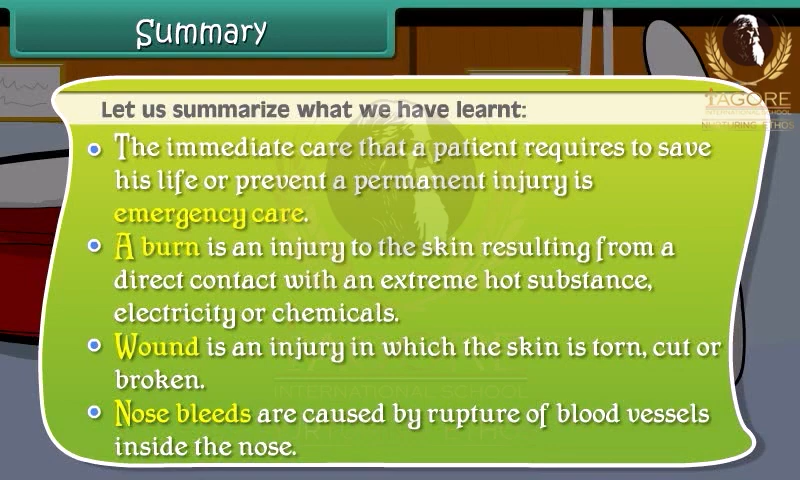 Summary
TAGORE
INTERNATIONAL SCHOOL
NURTURING ETHOS
Let us summarize what we have learnt:
The immediate care that a patient requires to save
his life or prevent a permanent injury is
emergency care.
A burn is an injury to the skin resulting from a
direct contact with an extreme hot substance,
electricity or chemicals.
Wound is an injury in which the skin is torn, cut or
broken.
Nose bleeds are caused by rupture of blood vessels
inside the nose.